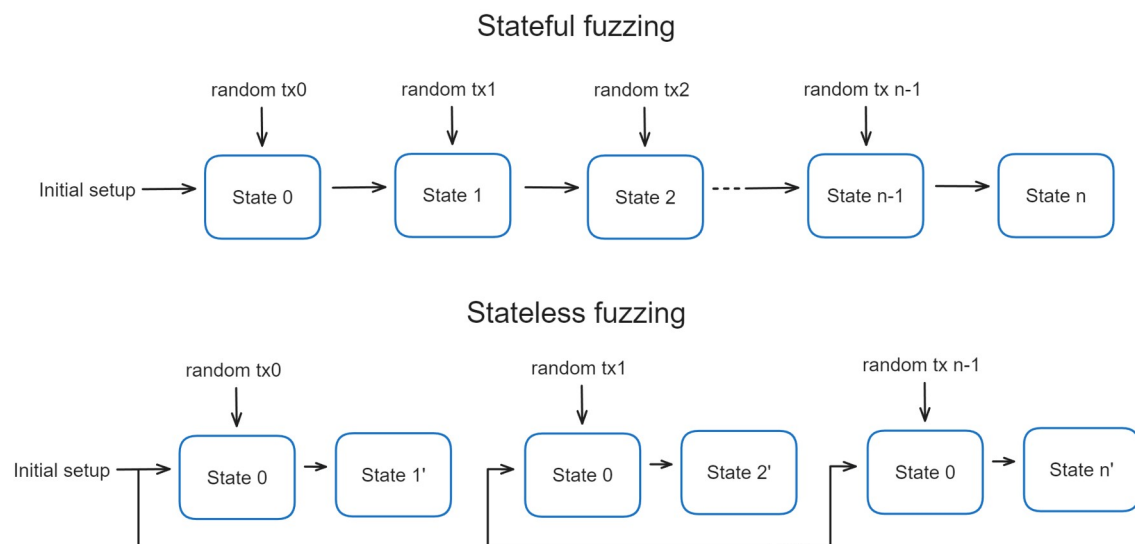 Stateful fuzzing
random tx0
random tx1
random tx2
random tx n-1
Initial setup
State 0
State 1
State 2
State n-1
State n
Stateless fuzzing
random tx0
random tx1
random tx n-1
Initial setup
State 0
State 1'
State 0
State 2'
State 0
State n'